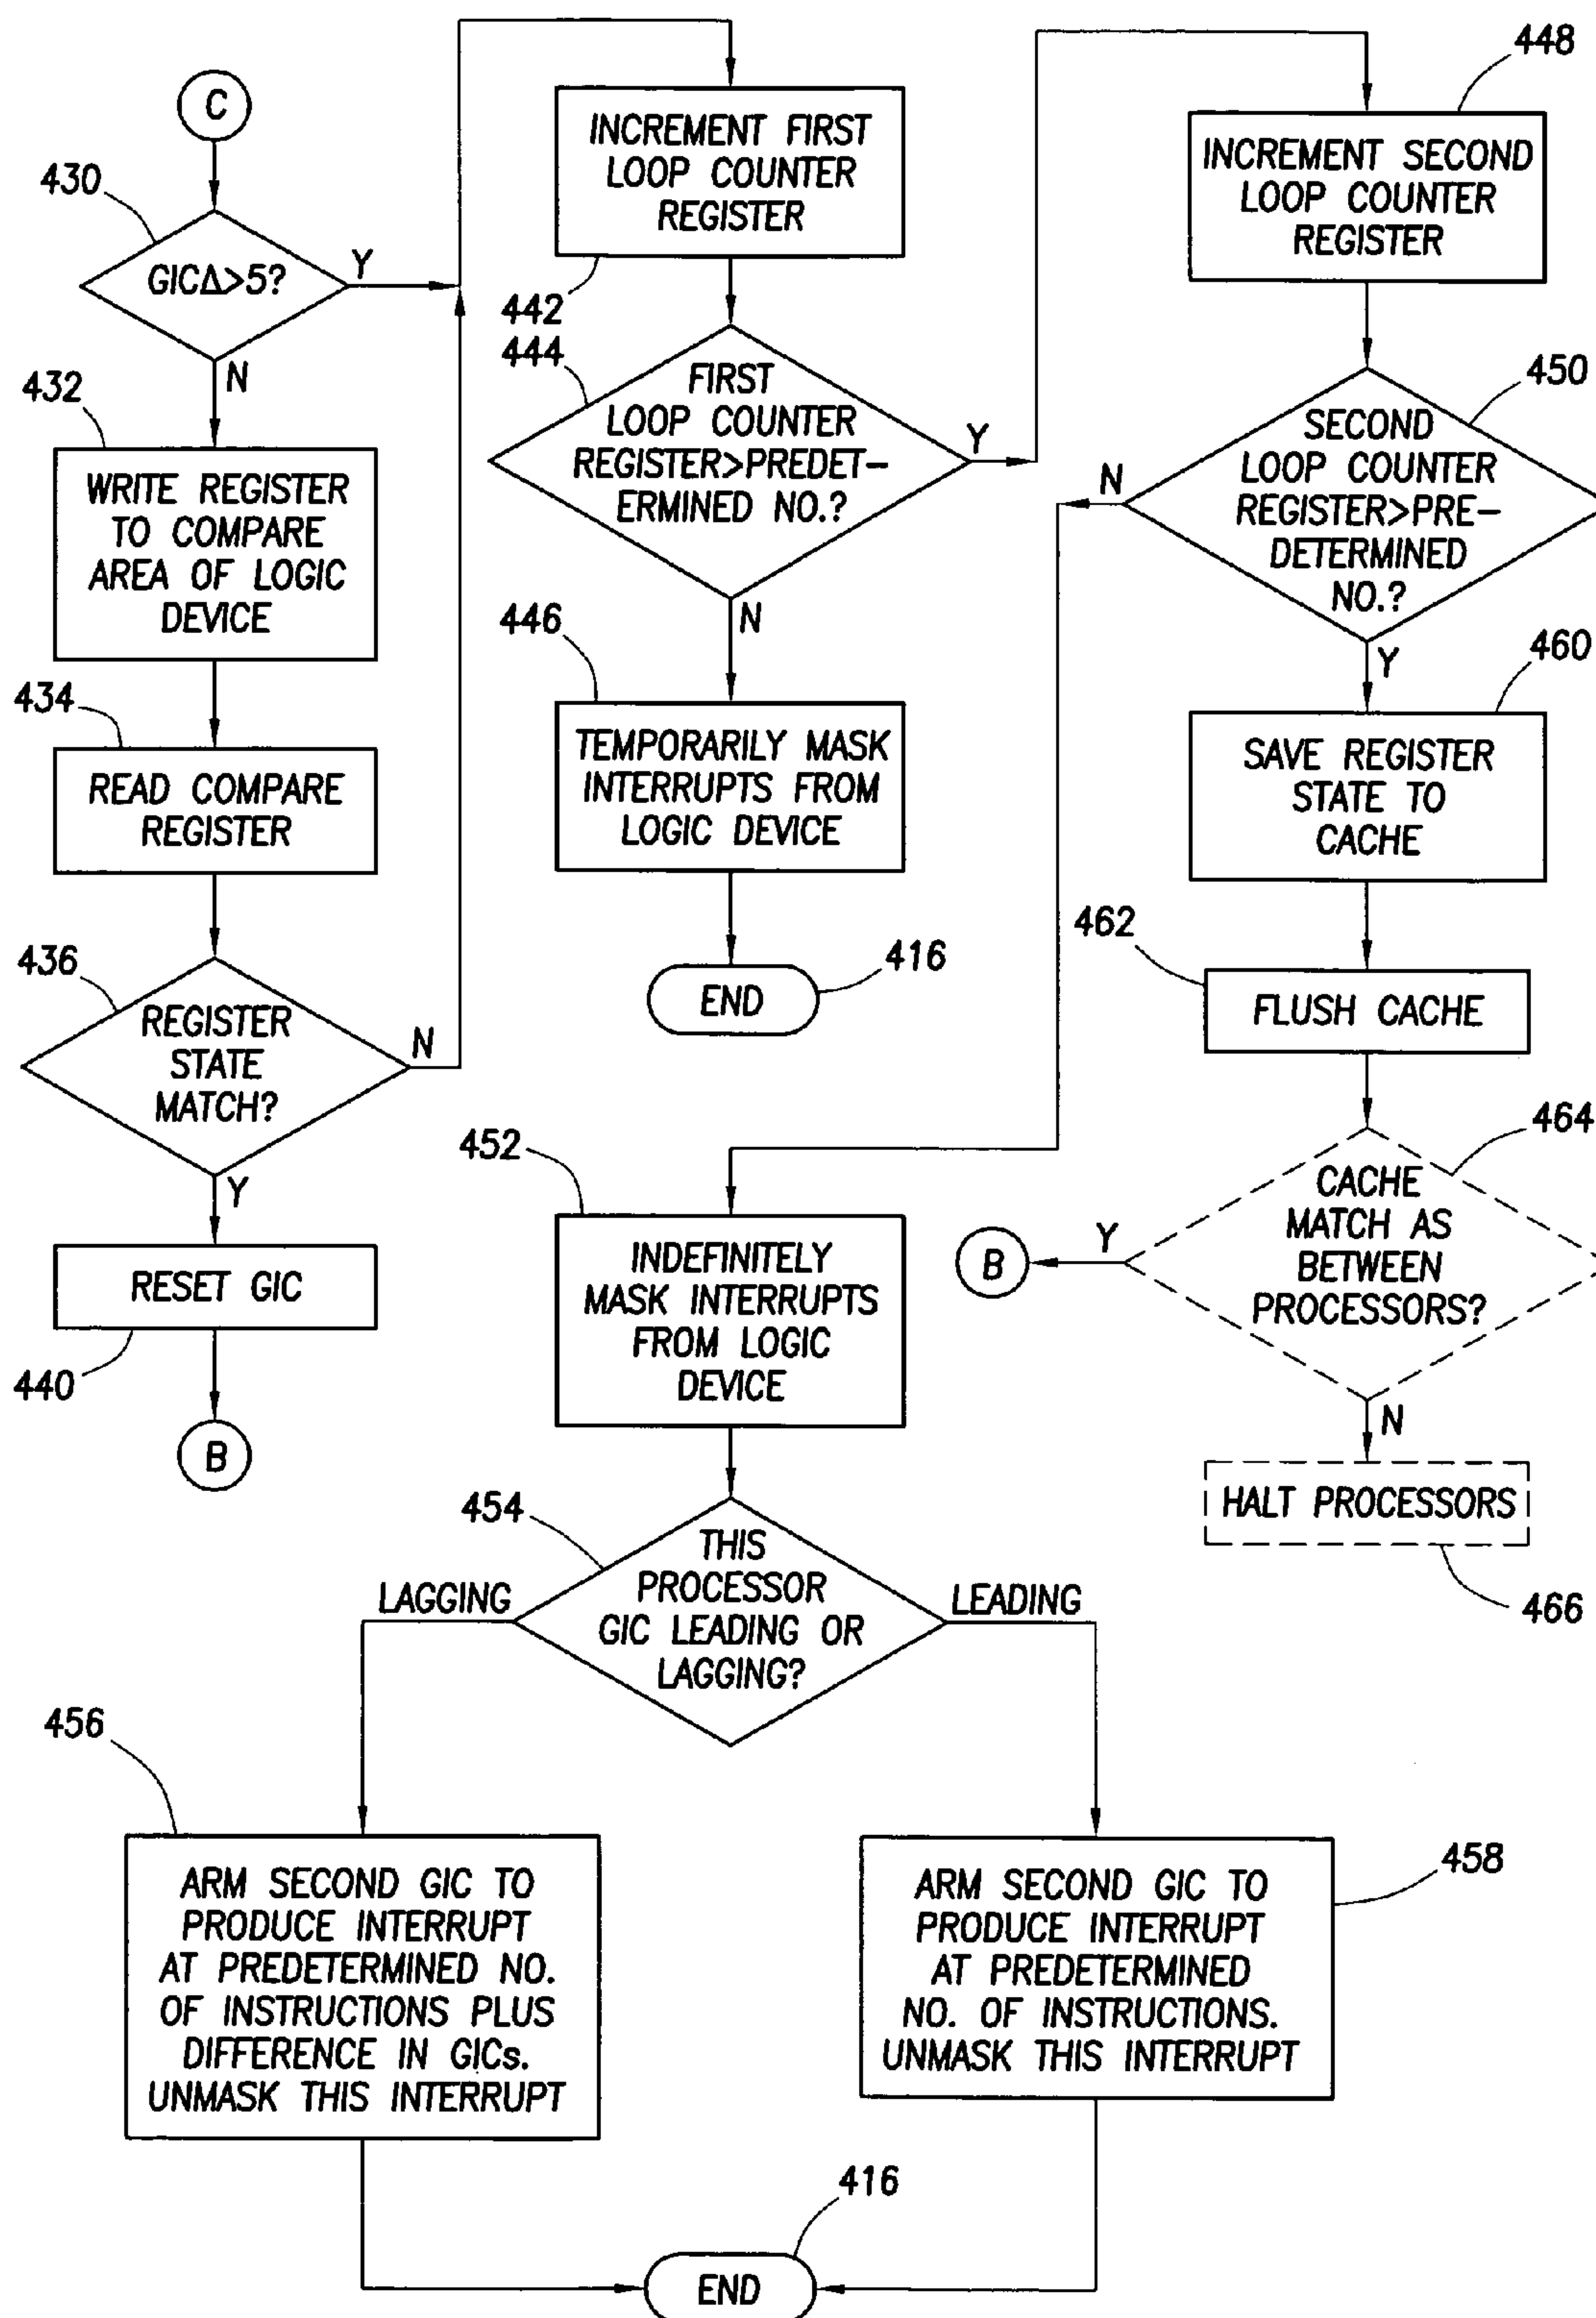 C
430
GICΔ>5?
Y
N
432
WRITE REGISTER
TO COMPARE
AREA OF LOGIC
DEVICE
434
READ COMPARE
REGISTER
436
REGISTER
STATE
MATCH?
N
Y
RESET GIC
440
B
INCREMENT FIRST
LOOP COUNTER
REGISTER
442
444
FIRST
LOOP COUNTER
REGISTER>PREDET-
ERMINED NO.?
Y
N
446
TEMPORARILY MASK
INTERRUPTS FROM
LOGIC DEVICE
416
END
448
INCREMENT SECOND
LOOP COUNTER
REGISTER
450
SECOND
LOOP COUNTER
REGISTER>PRE-
DETERMINED
NO.?
N
Y
460
SAVE REGISTER
STATE TO
CACHE
462
FLUSH CACHE
464
CACHE
MATCH AS
BETWEEN
PROCESSORS?
Y
B
N
HALT PROCESSORS
466
452
INDEFINITELY
MASK INTERRUPTS
FROM LOGIC
DEVICE
454
THIS
PROCESSOR
GIC LEADING OR
LAGGING?
LAGGING
LEADING
456
ARM SECOND GIC TO
PRODUCE INTERRUPT
AT PREDETERMINED NO.
OF INSTRUCTIONS PLUS
DIFFERENCE IN GICs.
UNMASK THIS INTERRUPT
458
ARM SECOND GIC TO
PRODUCE INTERRUPT
AT PREDETERMINED
NO. OF INSTRUCTIONS.
UNMASK THIS INTERRUPT
416
END